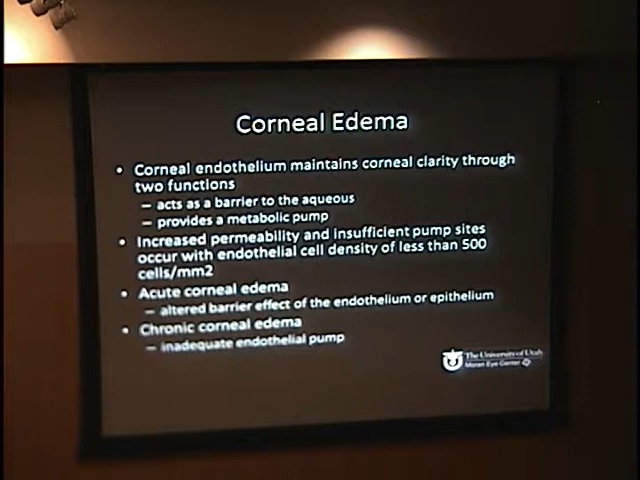 Corneal Edema
• Corneal endothelium maintains corneal clarity through
two functions
– acts as a barrier to the aqueous
– provides a metabolic pump
• Increased permeability and insufficient pump sites
occur with endothelial cell density of less than 500
cells/mm2
• Acute corneal edema
– altered barrier effect of the endothelium or epithelium
• Chronic corneal edema
– inadequate endothelial pump
The University of Utah
Moran Eye Center